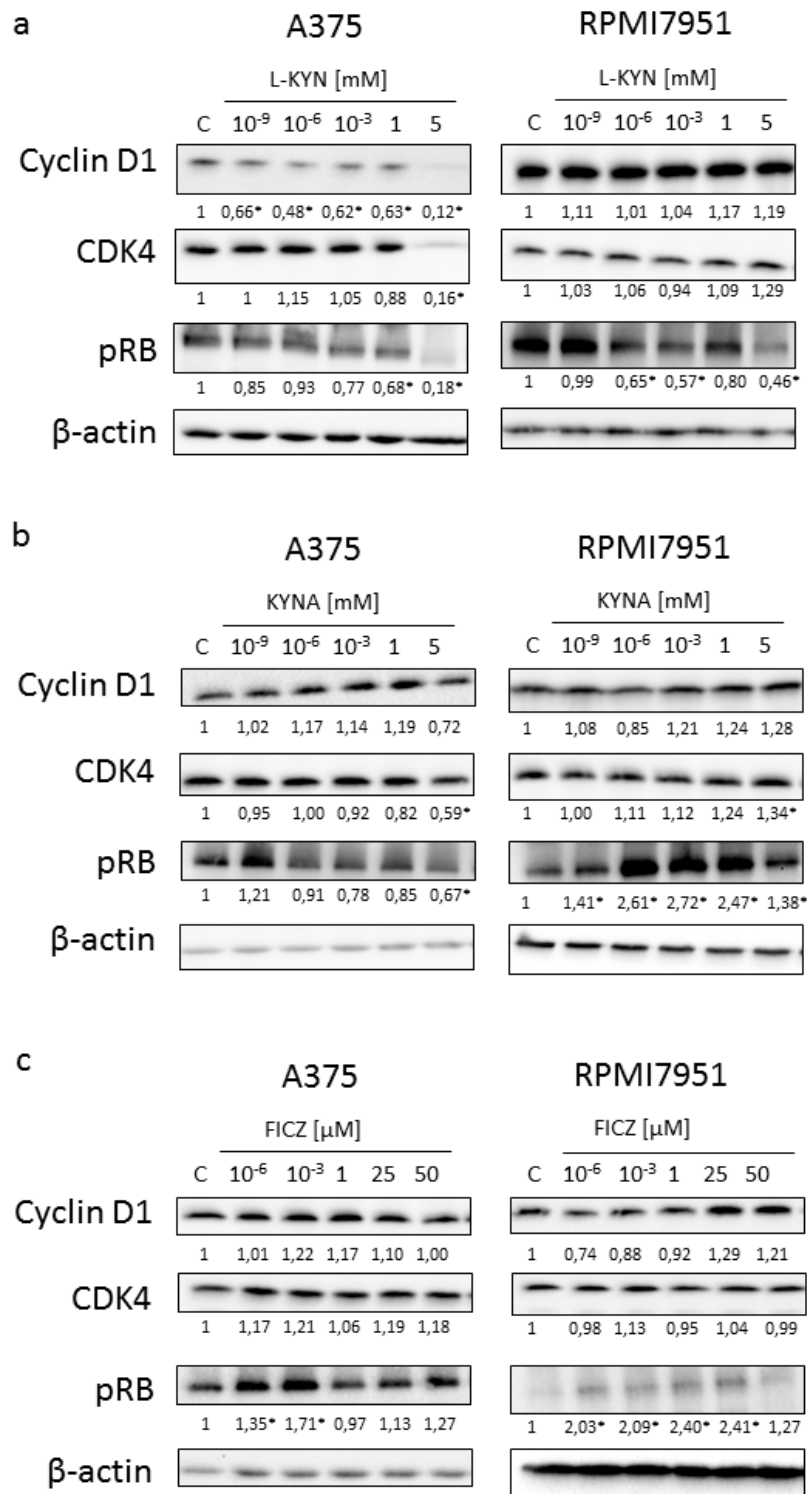 a
A375 RPMI7951
L-KYN [mM] L-KYN [mM]
C 10⁻⁹ 10⁻⁶ 10⁻³ 1 5 C 10⁻⁹ 10⁻⁶ 10⁻³ 1 5
Cyclin D1
1 0,66* 0,48* 0,62* 0,63* 0,12* 1 1,11 1,01 1,04 1,17 1,19
CDK4
1 1 1,15 1,05 0,88 0,16* 1 1,03 1,06 0,94 1,09 1,29
pRB
1 0,85 0,93 0,77 0,68* 0,18* 1 0,99 0,65* 0,57* 0,80 0,46*
β-actin
b
A375 RPMI7951
KYNA [mM] KYNA [mM]
C 10⁻⁹ 10⁻⁶ 10⁻³ 1 5 C 10⁻⁹ 10⁻⁶ 10⁻³ 1 5
Cyclin D1
1 1,02 1,17 1,14 1,19 0,72 1 1,08 0,85 1,21 1,24 1,28
CDK4
1 0,95 1,00 0,92 0,82 0,59* 1 1,00 1,11 1,12 1,24 1,34*
pRB
1 1,21 0,91 0,78 0,85 0,67* 1 1,41* 2,61* 2,72* 2,47* 1,38*
β-actin
c
A375 RPMI7951
FICZ [μM] FICZ [μM]
C 10⁻⁶ 10⁻³ 1 25 50 C 10⁻⁶ 10⁻³ 1 25 50
Cyclin D1
1 1,01 1,22 1,17 1,10 1,00 1 0,74 0,88 0,92 1,29 1,21
CDK4
1 1,17 1,21 1,06 1,19 1,18 1 0,98 1,13 0,95 1,04 0,99
pRB
1 1,35* 1,71* 0,97 1,13 1,27 1 2,03* 2,09* 2,40* 2,41* 1,27
β-actin